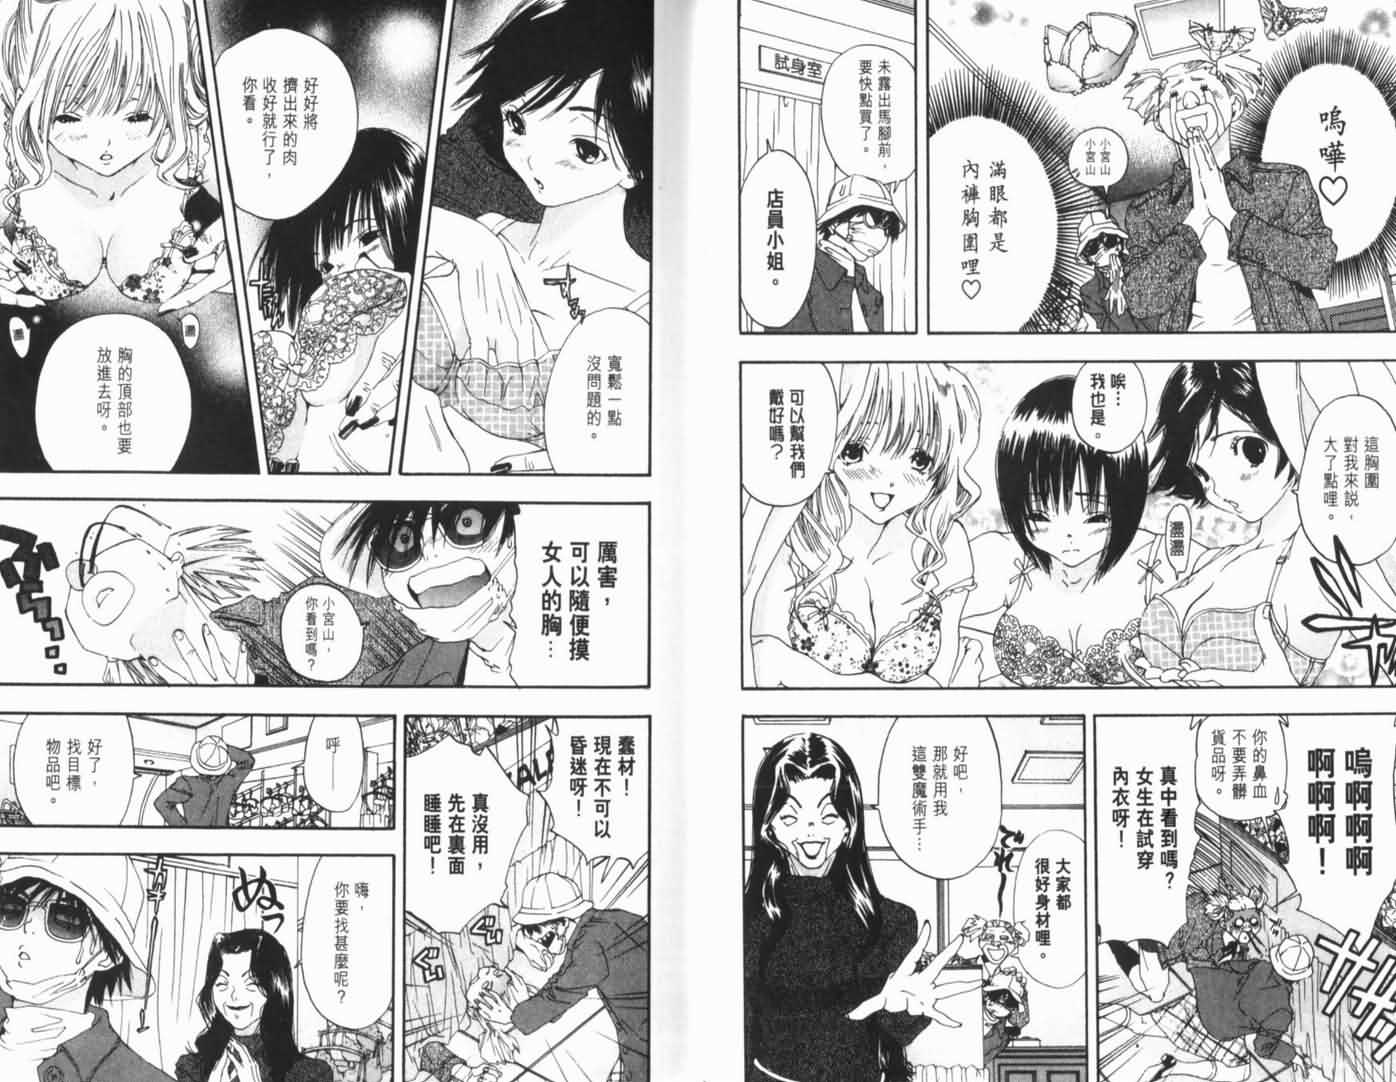 嗚嘩♡
滿眼都是
內褲胸圍哩♡
小宮山
小宮山
試身室
未露出馬腳前，
要快點買了。
店員小姐。
這胸圍
對我來說，
大了點哩。
唉…
我也是。
可以幫我們
戴好嗎？
嗚啊啊
啊啊啊！
你的鼻血
不要弄髒
貨品呀。
真中看到嗎？
女生在試穿
內衣呀！
大家都
很好身材哩。
でれ〜
好吧，
那就用我
這雙魔術手…
寬鬆一點
沒問題的。
好好將
擠出來的肉
收好就行了，
你看。
胸的頂部也要
放進去呀。
厲害，
可以隨便摸
女人的胸…
小宮山，
你看到嗎？
蠢材！
現在不可以
昏迷呀！
真沒用，
先在裏面
睡睡吧！
呼—
好了，
找目標
物品吧。
ぬっ
嗨，
你要找甚麼呢？